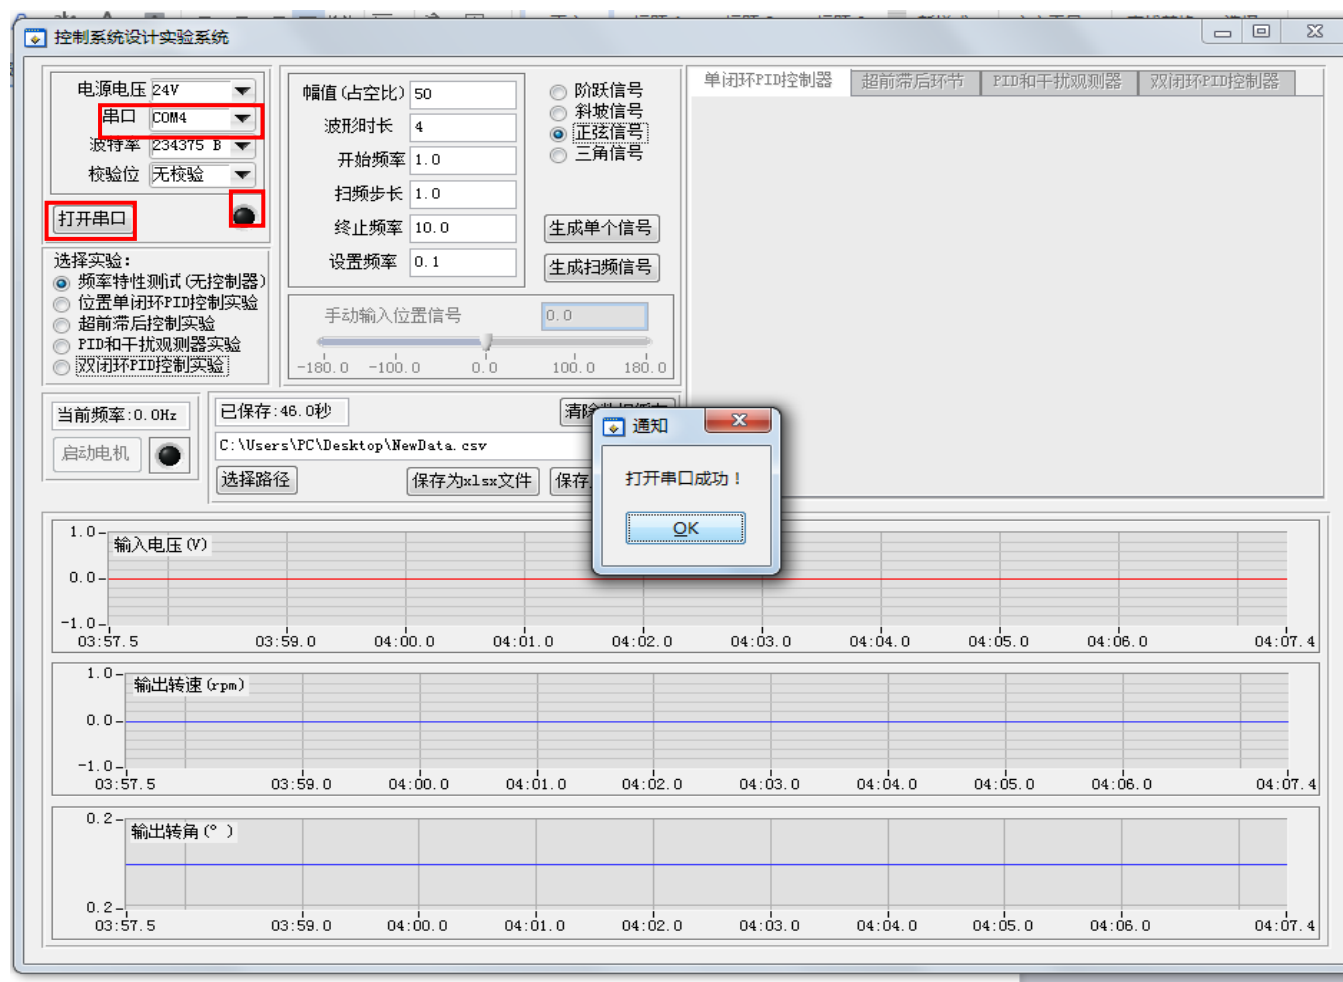 控制系统设计实验系统
电源电压 24V
串口 COM4
波特率 234375 B
校验位 无校验
打开串口
幅值(占空比) 50
波形时长 4
开始频率 1.0
扫频步长 1.0
终止频率 10.0
设置频率 0.1
阶跃信号
斜坡信号
正弦信号
三角信号
生成单个信号
生成扫频信号
单闭环PID控制器 超前滞后环节 PID和干扰观测器 双闭环PID控制器
选择实验:
频率特性测试(无控制器)
位置单闭环PID控制实验
超前滞后控制实验
PID和干扰观测器实验
双闭环PID控制实验
手动输入位置信号 0.0
-180.0 -100.0 0.0 100.0 180.0
当前频率:0.0Hz
启动电机
已保存:46.0秒
清除
C:\Users\PC\Desktop\NewData.csv
选择路径 保存为xlsx文件 保存
通知
打开串口成功！
OK
输入电压(V)
1.0
0.0
-1.0
03:57.5 03:59.0 04:00.0 04:01.0 04:02.0 04:03.0 04:04.0 04:05.0 04:06.0 04:07.4
输出转速(rpm)
1.0
0.0
-1.0
03:57.5 03:59.0 04:00.0 04:01.0 04:02.0 04:03.0 04:04.0 04:05.0 04:06.0 04:07.4
输出转角(° )
0.2
0.2
03:57.5 03:59.0 04:00.0 04:01.0 04:02.0 04:03.0 04:04.0 04:05.0 04:06.0 04:07.4